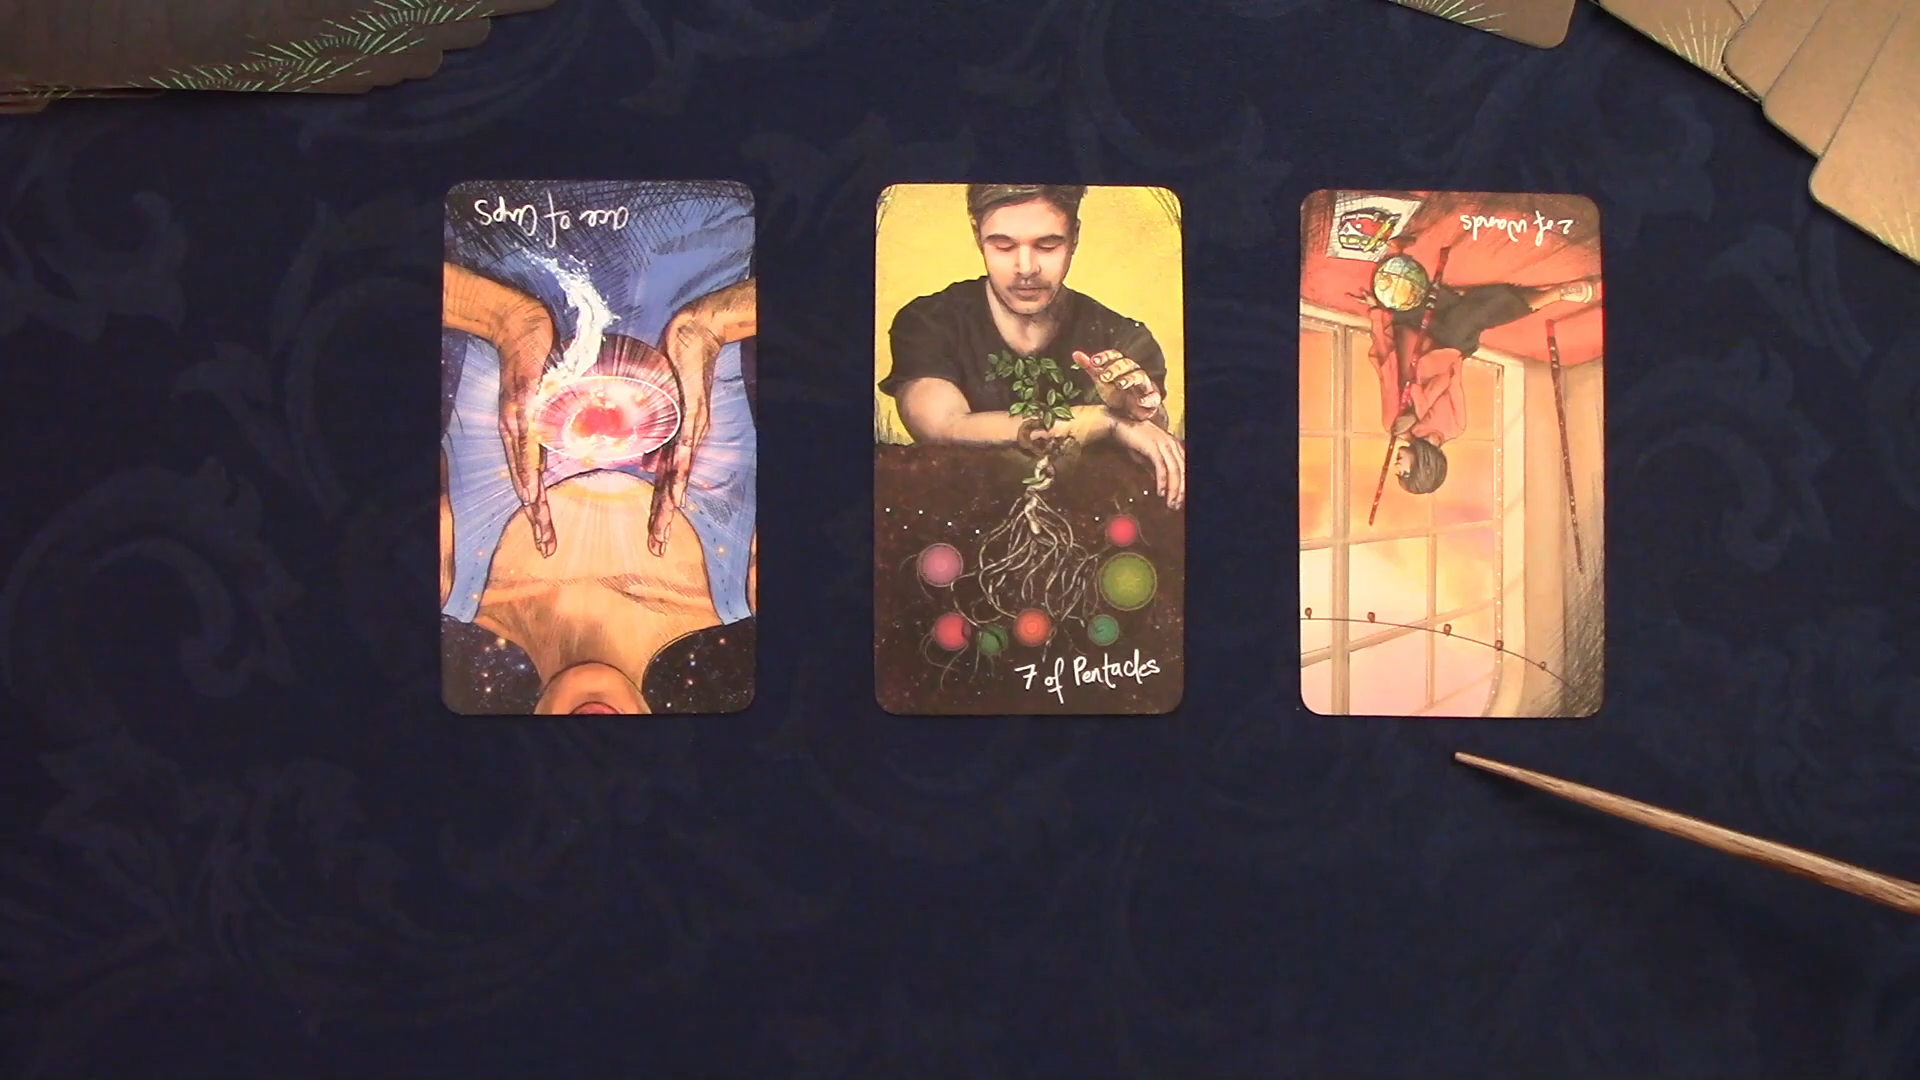 ace of Cups
7 of Pentacles
2 of wands